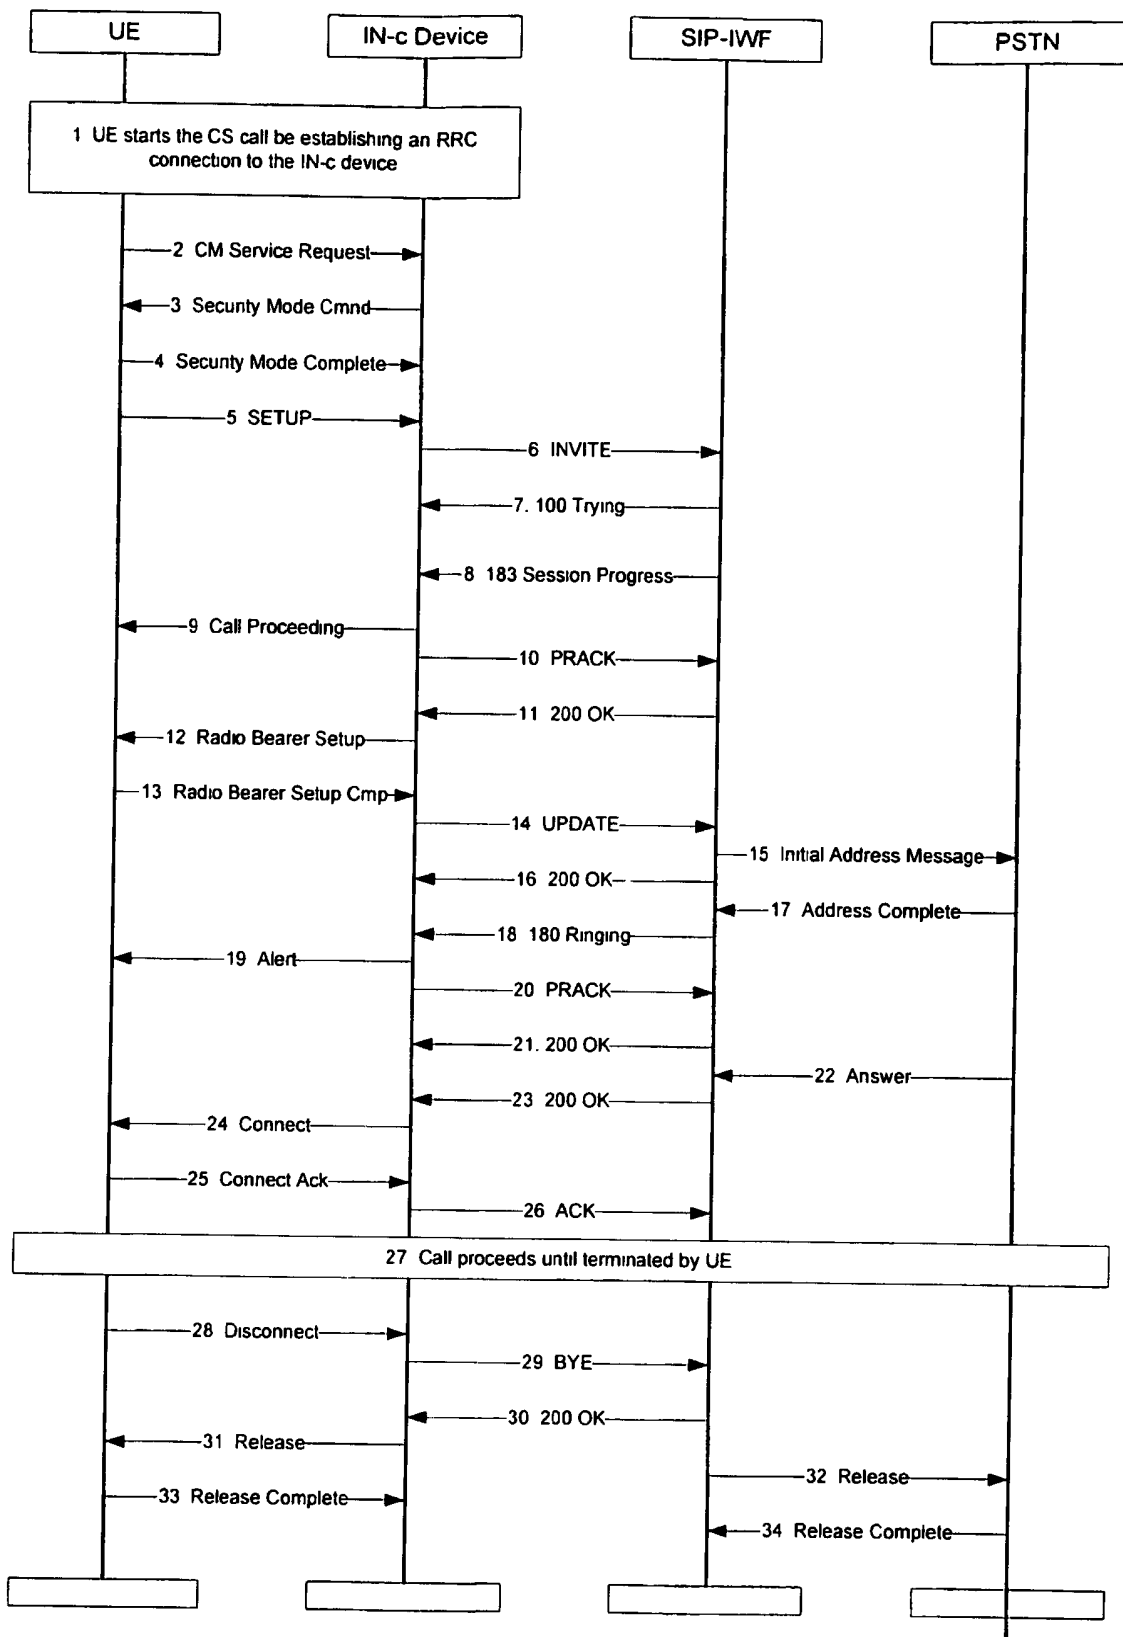 UE
IN-c Device
SIP-IWF
PSTN
1 UE starts the CS call be establishing an RRC
connection to the IN-c device
2 CM Service Request
3 Security Mode Cmnd
4 Security Mode Complete
5 SETUP
6 INVITE
7. 100 Trying
8 183 Session Progress
9 Call Proceeding
10 PRACK
11 200 OK
12 Radio Bearer Setup
13 Radio Bearer Setup Cmp
14 UPDATE
15 Initial Address Message
16 200 OK
17 Address Complete
18 180 Ringing
19 Alert
20 PRACK
21. 200 OK
22 Answer
23 200 OK
24 Connect
25 Connect Ack
26 ACK
27 Call proceeds until terminated by UE
28 Disconnect
29 BYE
30 200 OK
31 Release
32 Release
33 Release Complete
34 Release Complete